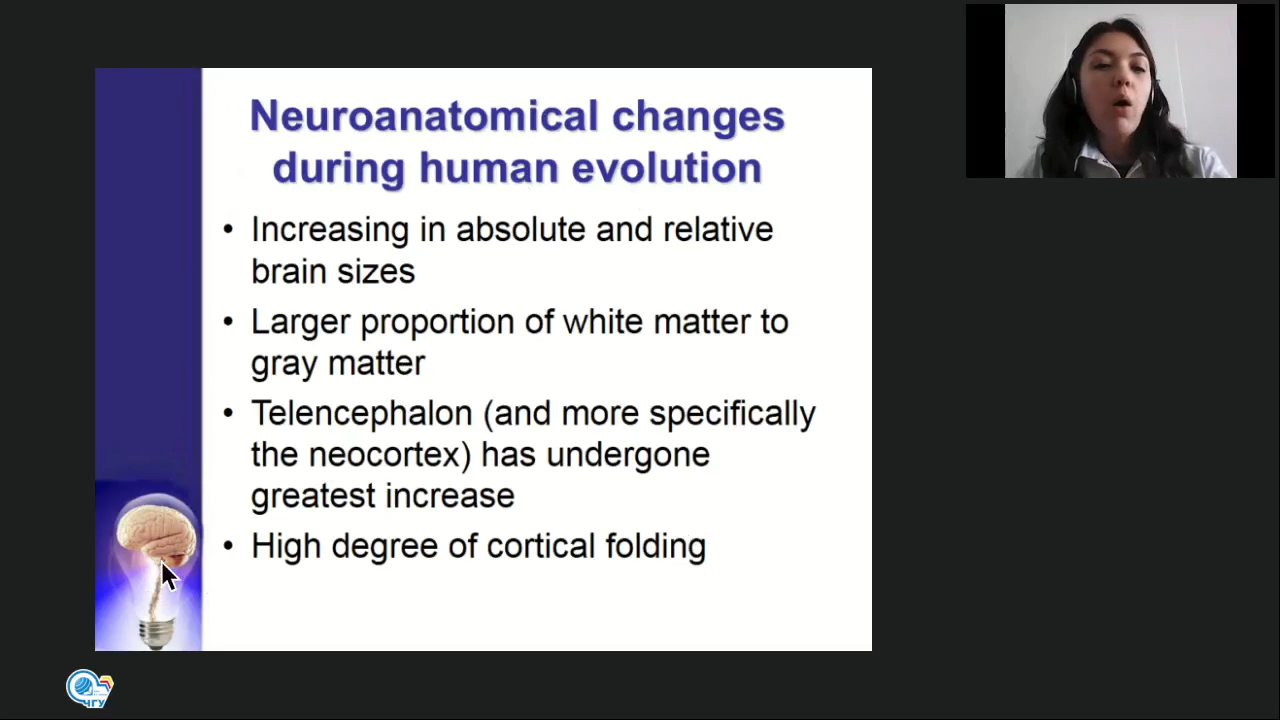 Neuroanatomical changes
during human evolution
• Increasing in absolute and relative
brain sizes
• Larger proportion of white matter to
gray matter
• Telencephalon (and more specifically
the neocortex) has undergone
greatest increase
• High degree of cortical folding
ЧГУ